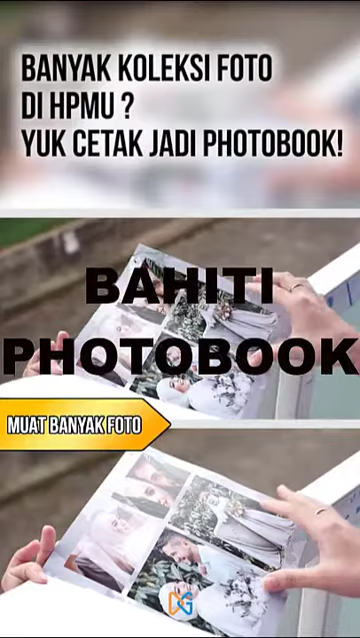 BANYAK KOLEKSI FOTO
DI HPMU ?
YUK CETAK JADI PHOTOBOOK!
BAHITI
PHOTOBOOK
MUAT BANYAK FOTO